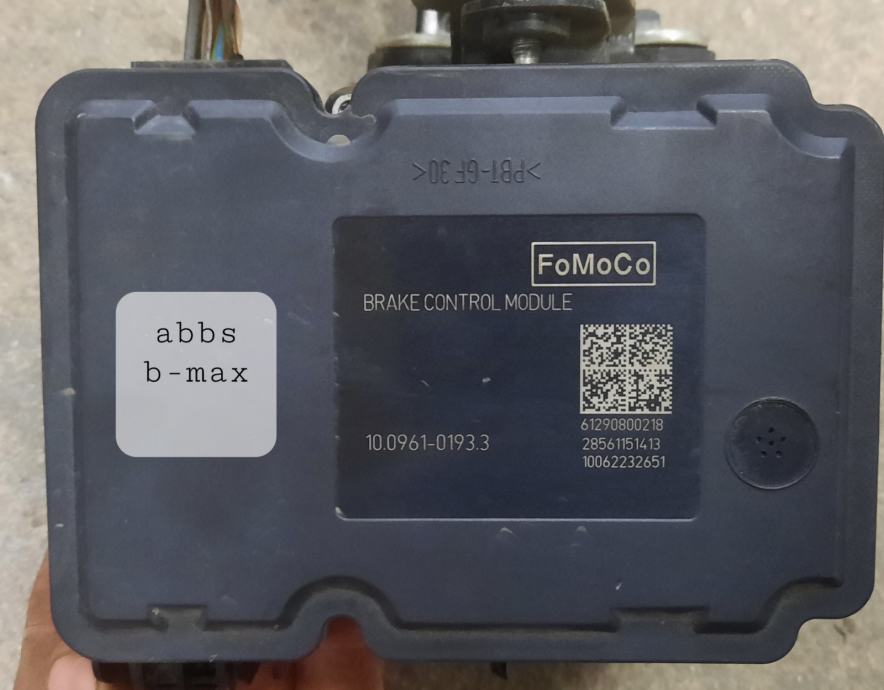 >PBT-GF30<
FoMoCo
BRAKE CONTROL MODULE
abbs
b-max
10.0961-0193.3
61290800218
28561151413
10062232651